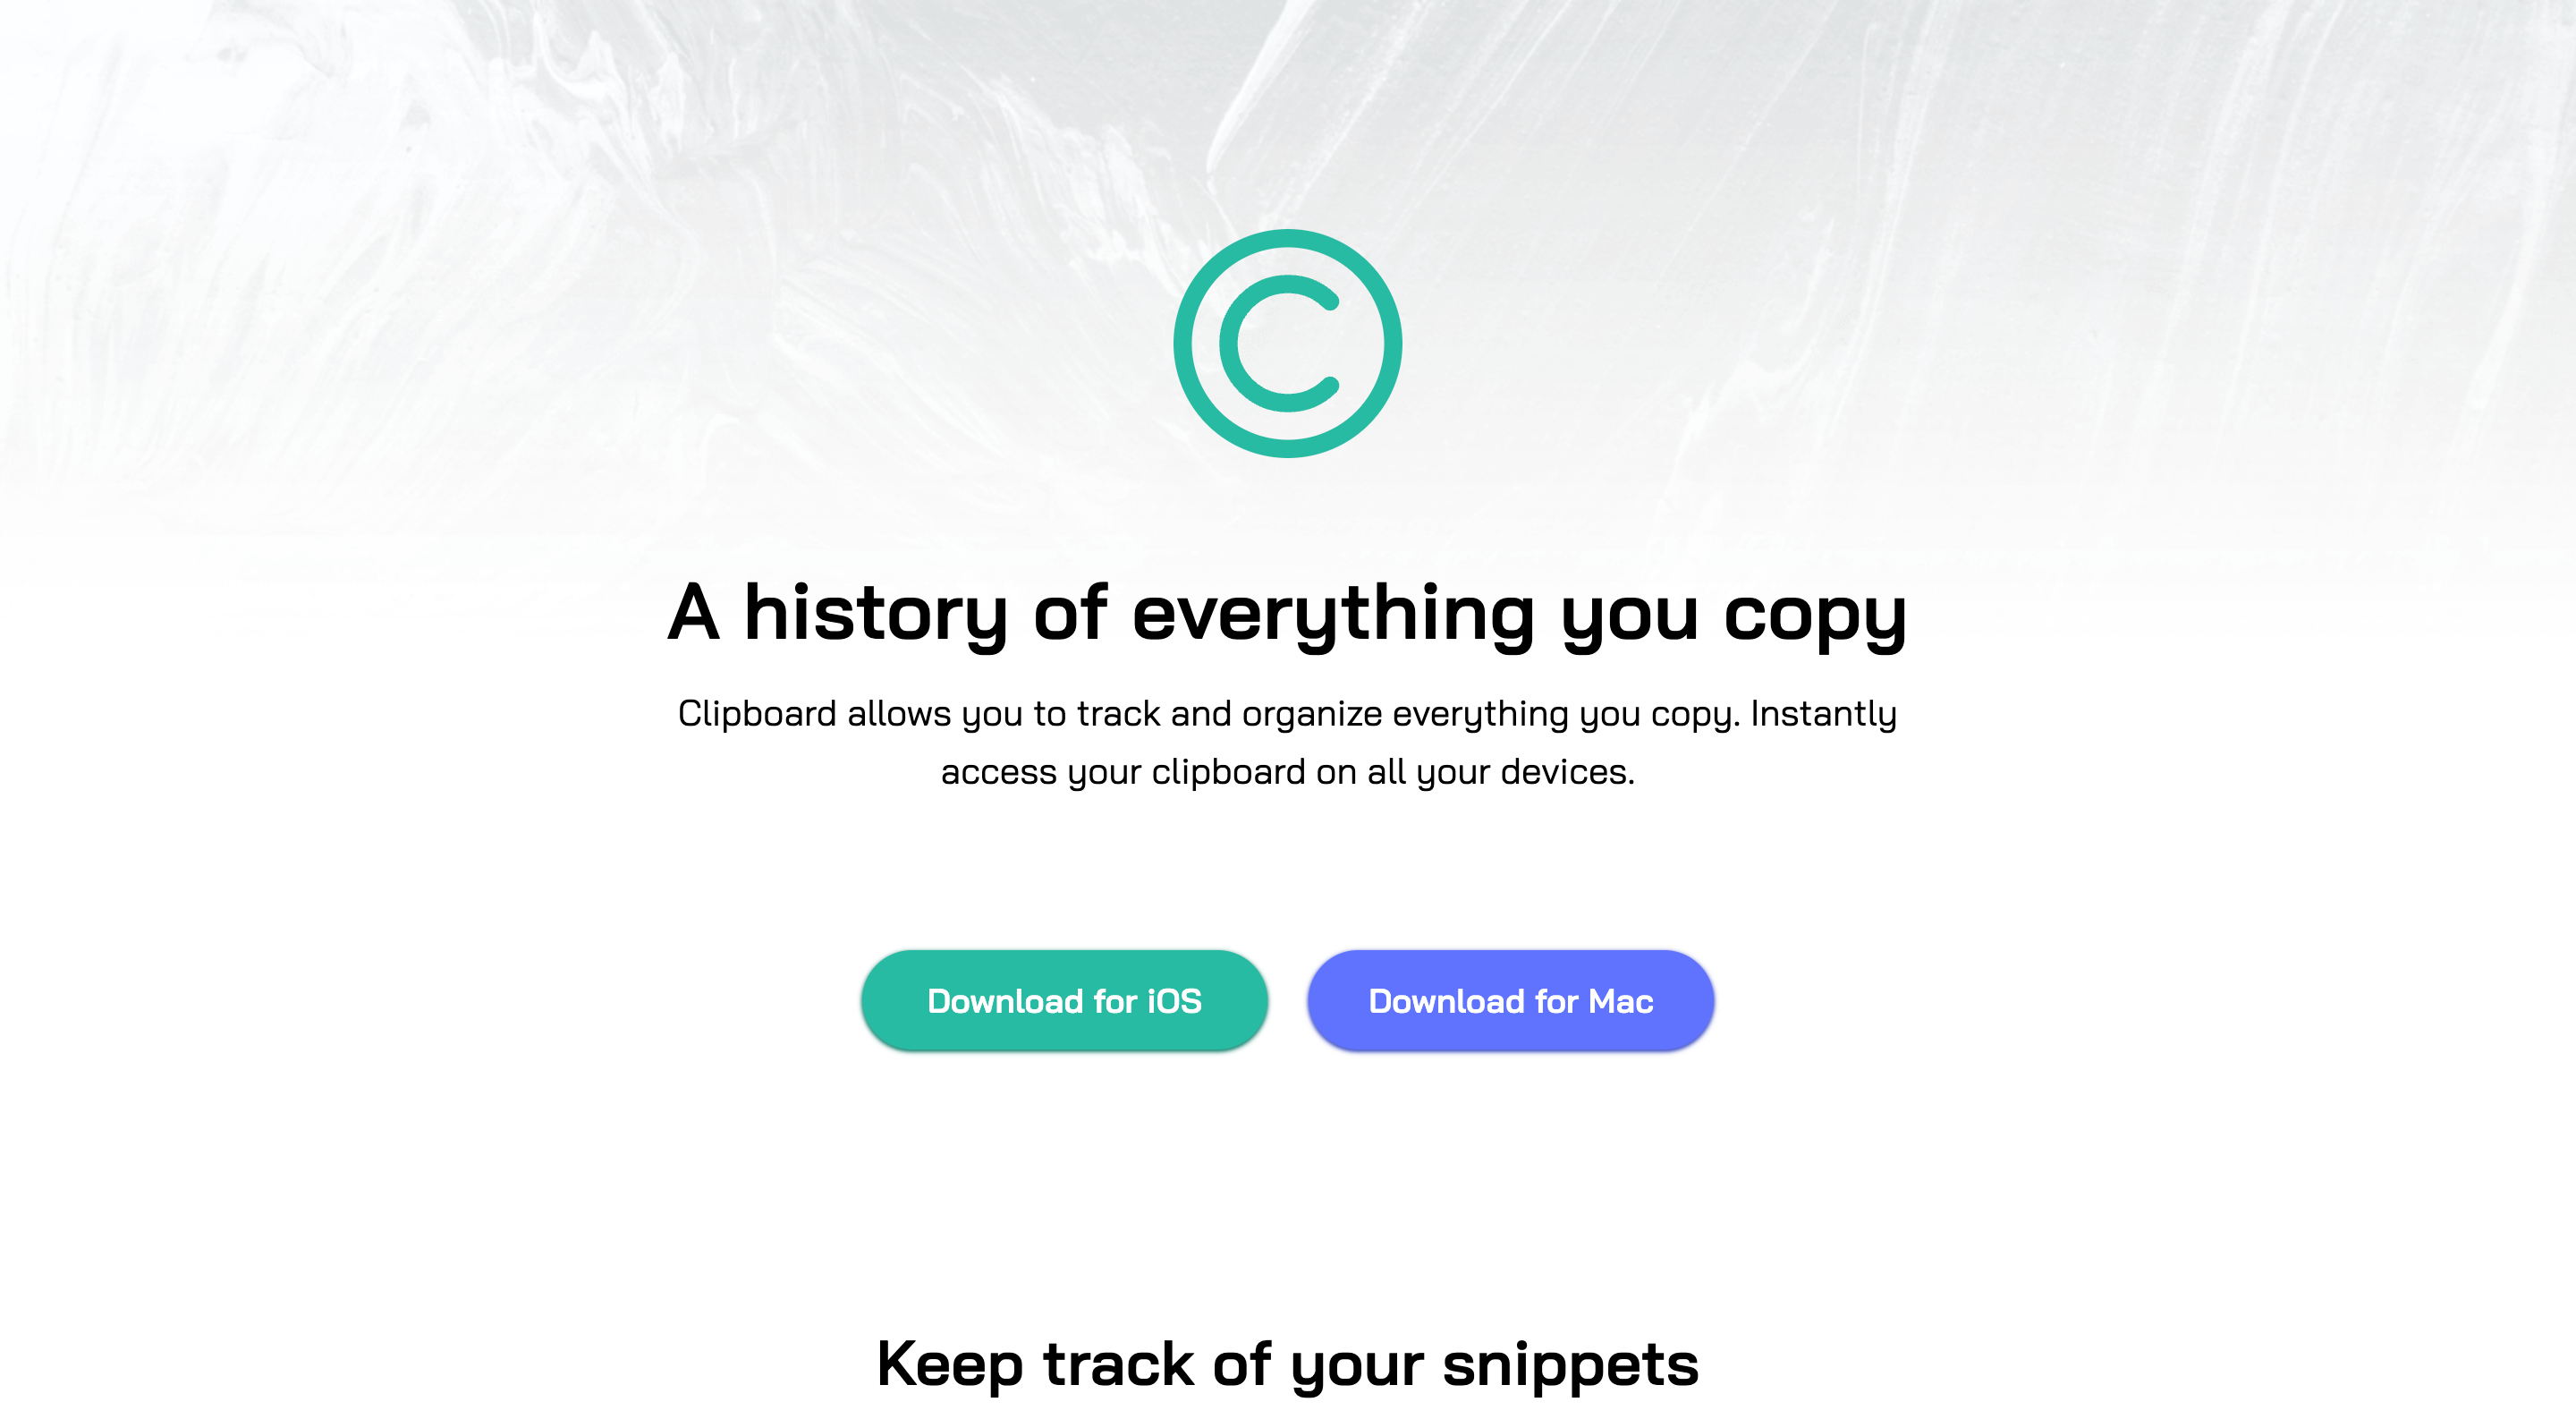 ©
A history of everything you copy
Clipboard allows you to track and organize everything you copy. Instantly
access your clipboard on all your devices.
Download for iOS
Download for Mac
Keep track of your snippets